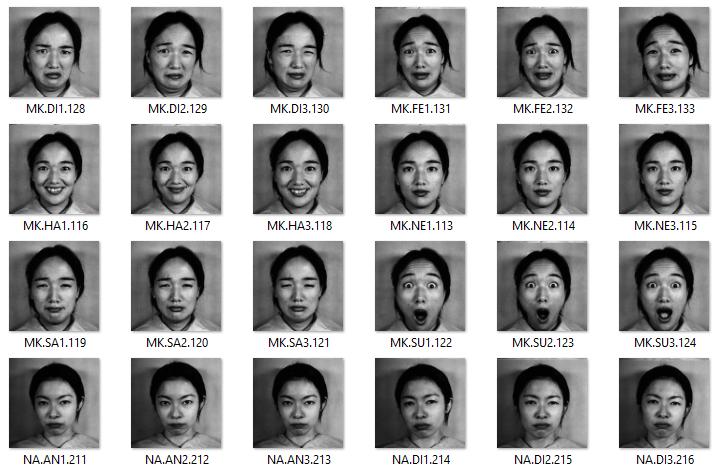 MK.DI1.128 MK.DI2.129 MK.DI3.130 MK.FE1.131 MK.FE2.132 MK.FE3.133
MK.HA1.116 MK.HA2.117 MK.HA3.118 MK.NE1.113 MK.NE2.114 MK.NE3.115
MK.SA1.119 MK.SA2.120 MK.SA3.121 MK.SU1.122 MK.SU2.123 MK.SU3.124
NA.AN1.211 NA.AN2.212 NA.AN3.213 NA.DI1.214 NA.DI2.215 NA.DI3.216